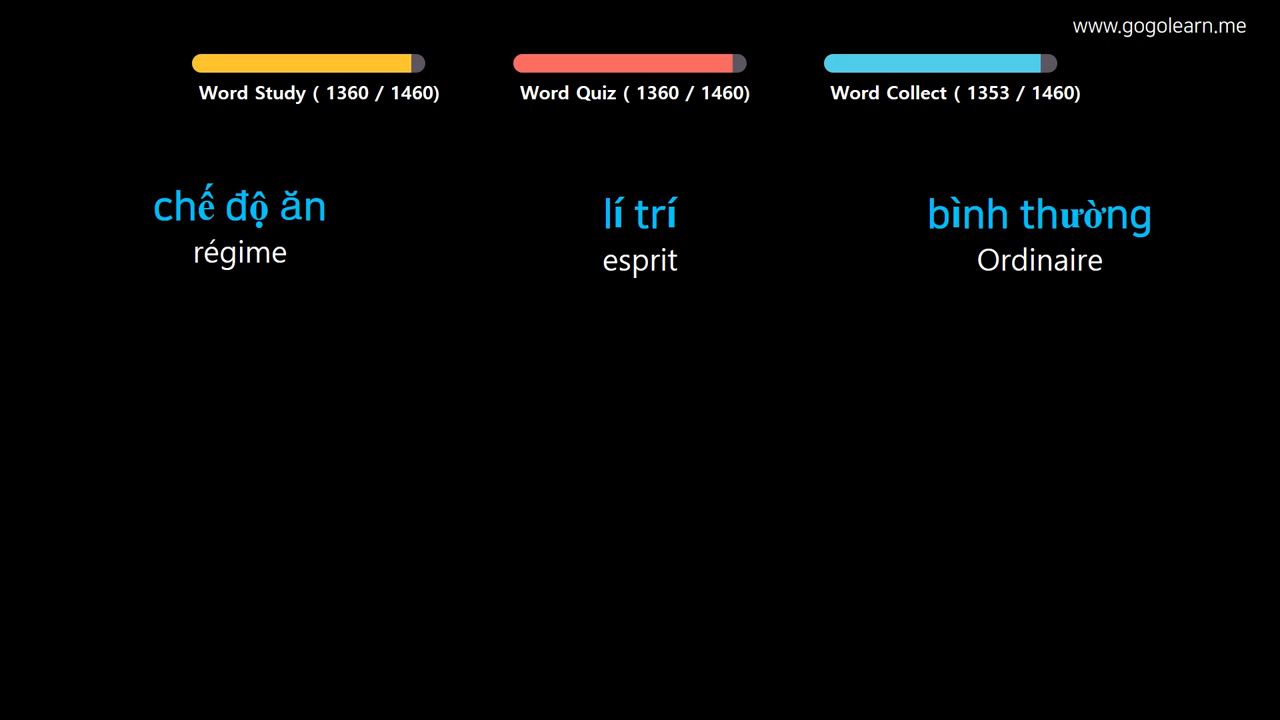 www.gogolearn.me
Word Study ( 1360 / 1460)
Word Quiz ( 1360 / 1460)
Word Collect ( 1353 / 1460)
chế độ ăn
régime
lí trí
esprit
bình thường
Ordinaire